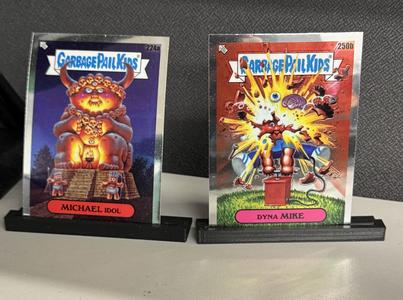 GARBAGE PAIL KIDS
MICHAEL IDOL
250b
GARBAGE PAIL KIDS
DYNA MIKE